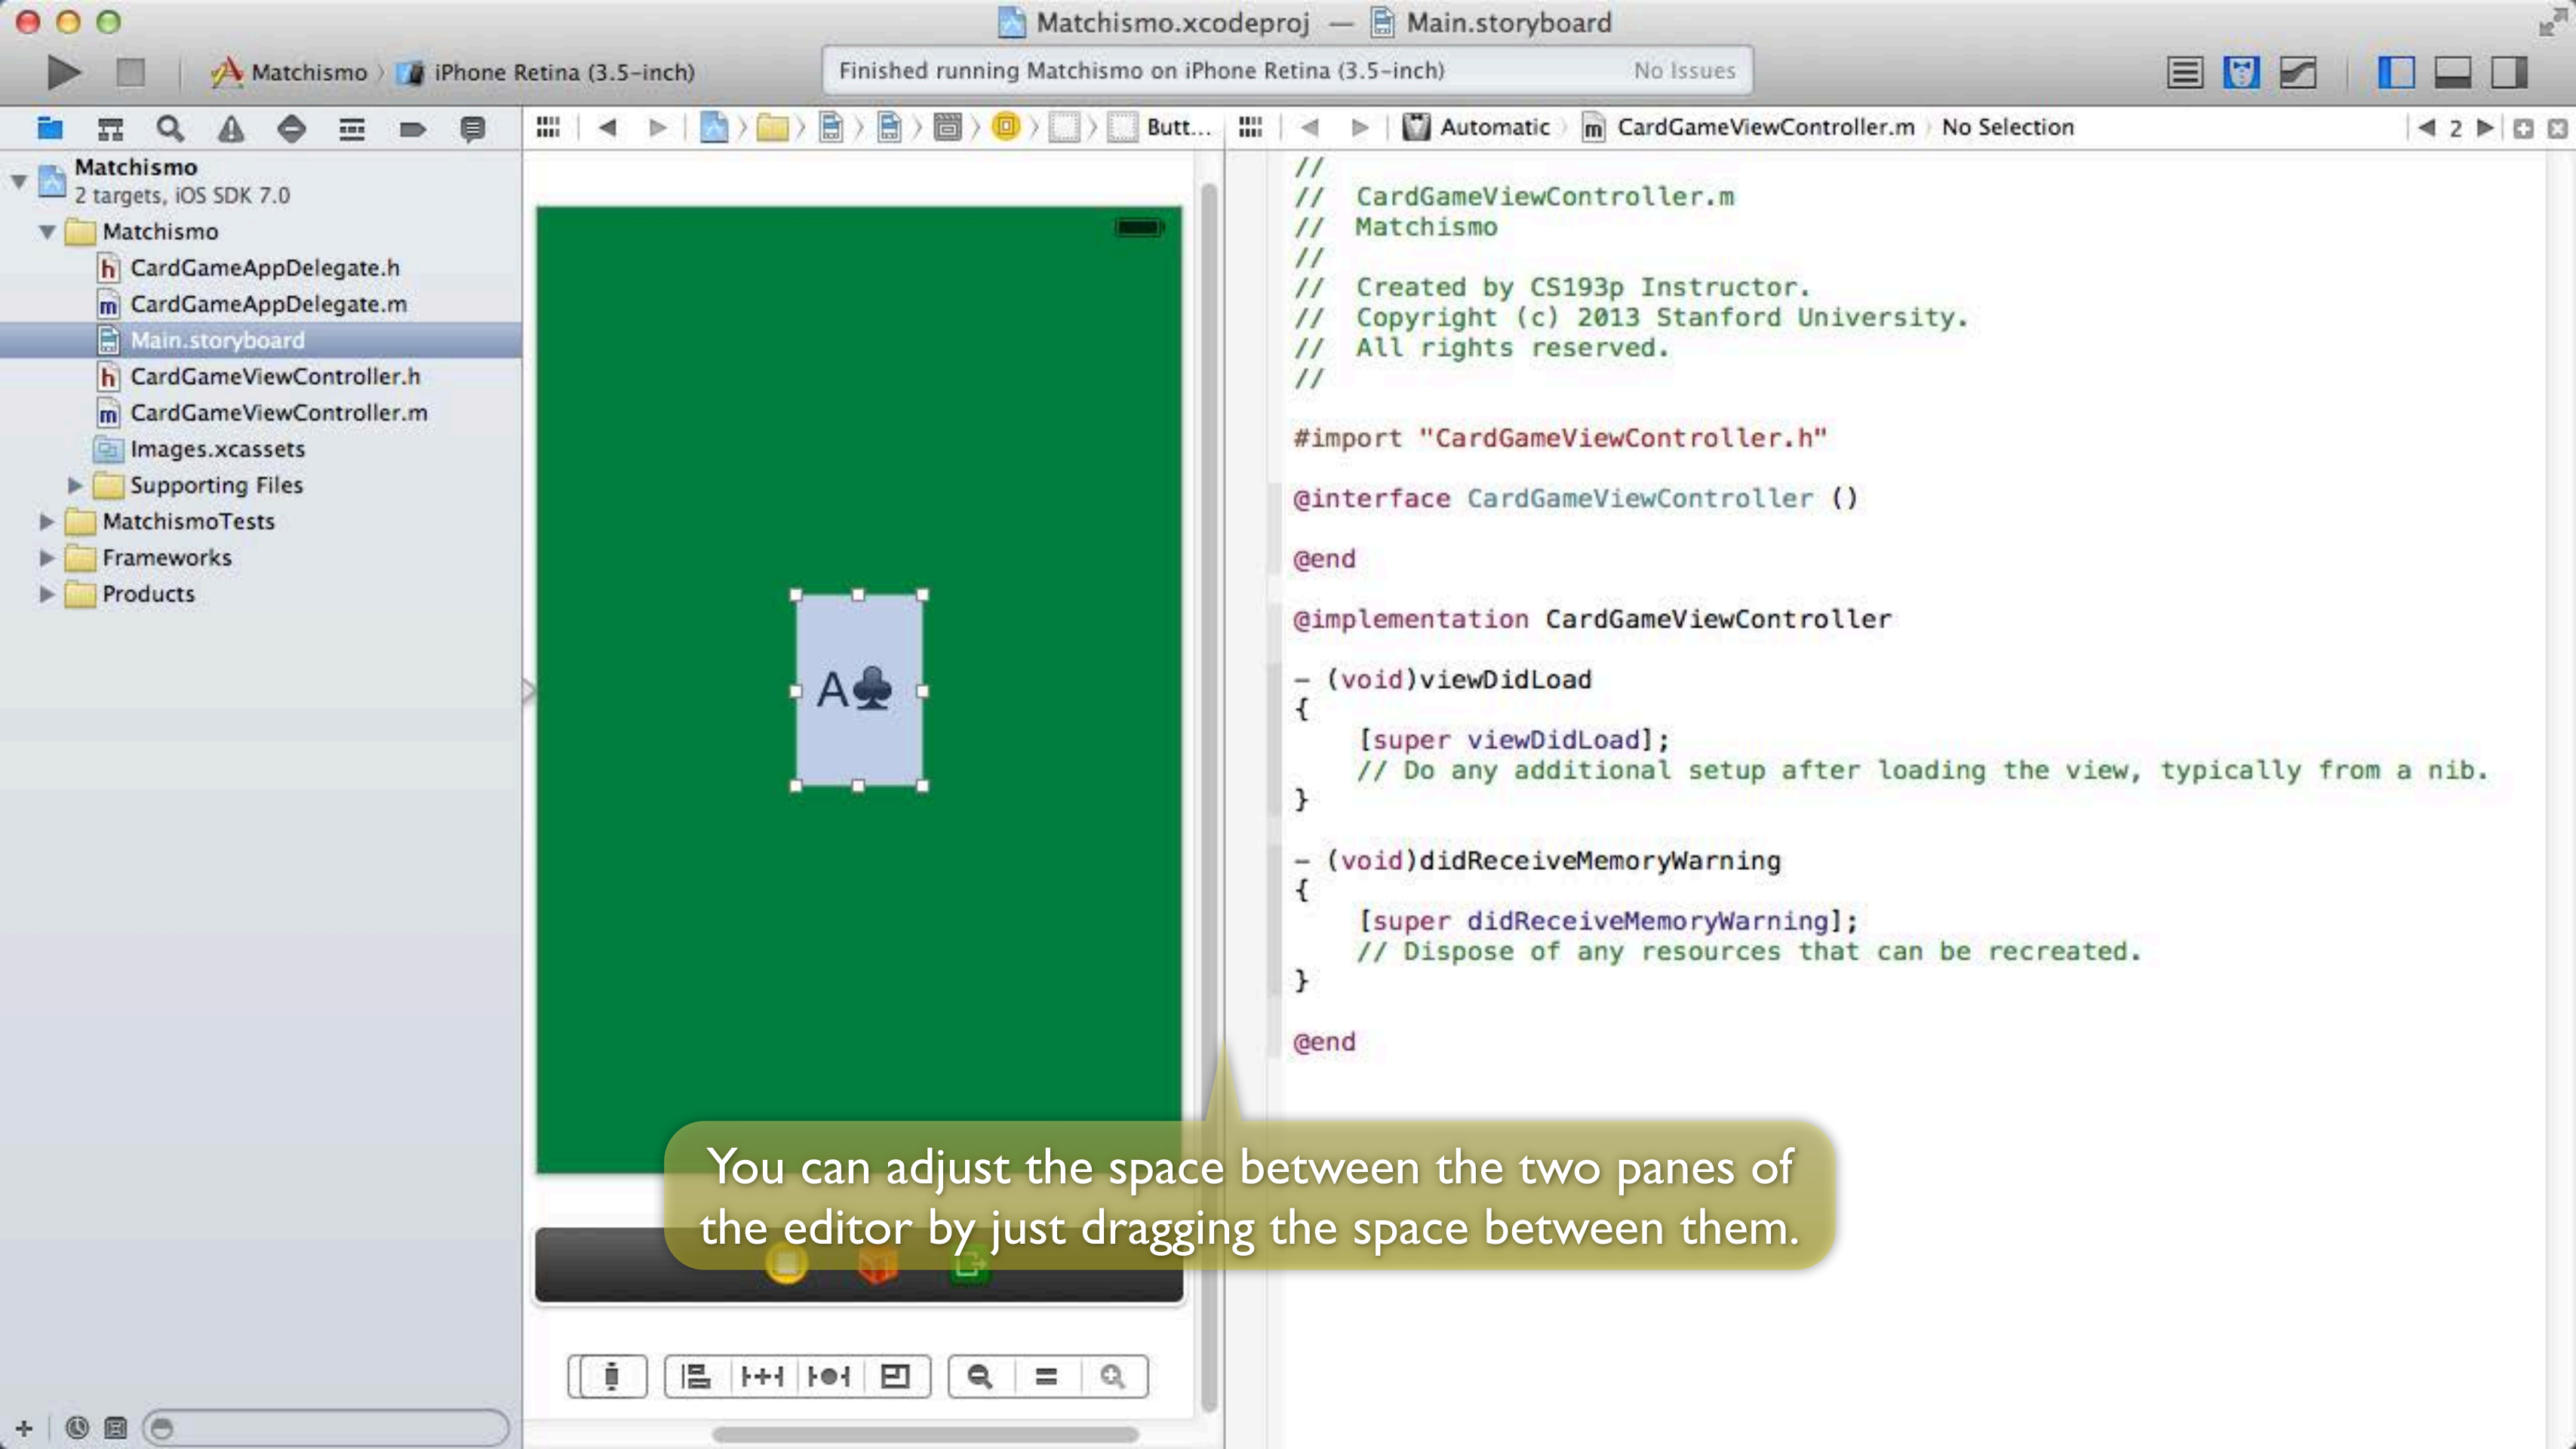 Matchismo.xcodeproj — Main.storyboard
Matchismo iPhone Retina (3.5-inch)
Finished running Matchismo on iPhone Retina (3.5-inch) No Issues
Butt...
Automatic CardGameViewController.m No Selection
2
Matchismo
2 targets, iOS SDK 7.0
Matchismo
h CardGameAppDelegate.h
m CardGameAppDelegate.m
Main.storyboard
h CardGameViewController.h
m CardGameViewController.m
Images.xcassets
Supporting Files
MatchismoTests
Frameworks
Products
A♣
//
// CardGameViewController.m
// Matchismo
//
// Created by CS193p Instructor.
// Copyright (c) 2013 Stanford University.
// All rights reserved.
//
#import "CardGameViewController.h"
@interface CardGameViewController ()
@end
@implementation CardGameViewController
- (void)viewDidLoad
{
[super viewDidLoad];
// Do any additional setup after loading the view, typically from a nib.
}
- (void)didReceiveMemoryWarning
{
[super didReceiveMemoryWarning];
// Dispose of any resources that can be recreated.
}
@end
You can adjust the space between the two panes of
the editor by just dragging the space between them.